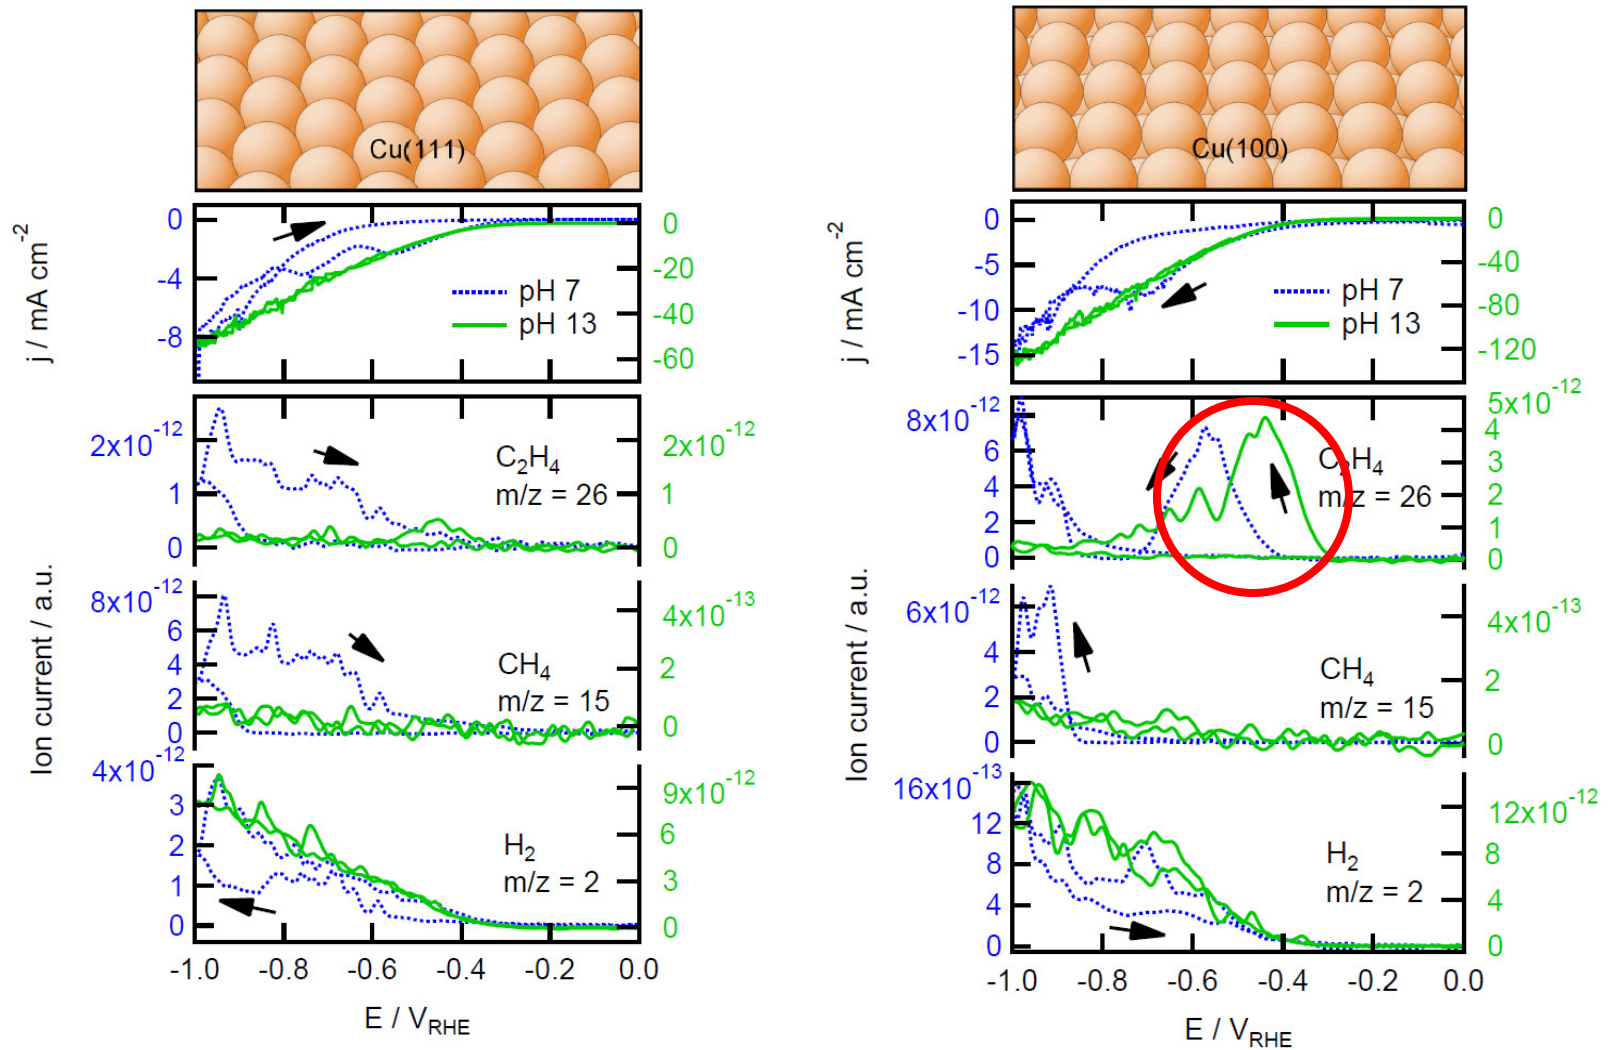 Cu(111)
j / mA cm-2
0
-4
-8
0
-20
-40
-60
pH 7
pH 13
2x10-12
1
0
2x10-12
1
0
C2H4
m/z = 26
Ion current / a.u.
8x10-12
6
4
2
0
4x10-13
2
0
CH4
m/z = 15
4x10-12
3
2
1
0
9x10-12
6
3
0
H2
m/z = 2
-1.0 -0.8 -0.6 -0.4 -0.2 0.0
E / VRHE
Cu(100)
j / mA cm-2
0
-5
-10
-15
0
-40
-80
-120
pH 7
pH 13
8x10-12
6
4
2
0
5x10-12
4
3
2
1
0
C2H4
m/z = 26
Ion current / a.u.
6x10-12
4
2
0
4x10-13
2
0
CH4
m/z = 15
16x10-13
12
8
4
0
12x10-12
8
4
0
H2
m/z = 2
-1.0 -0.8 -0.6 -0.4 -0.2 0.0
E / VRHE